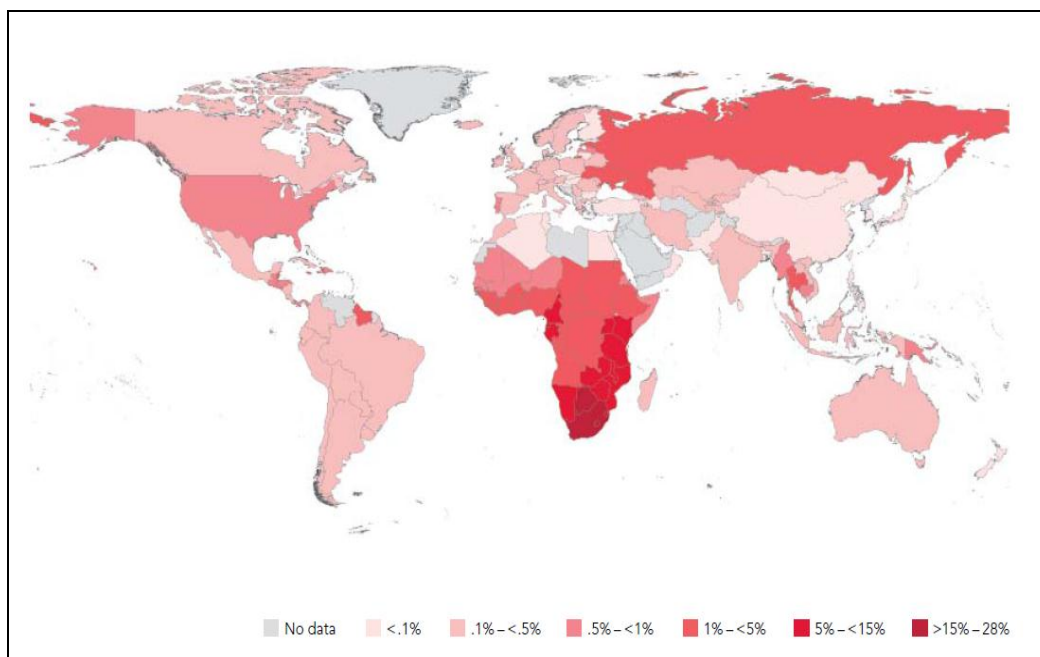 No data <.1% .1% – <.5% .5% – <1% 1% – <5% 5% – <15% >15% – 28%